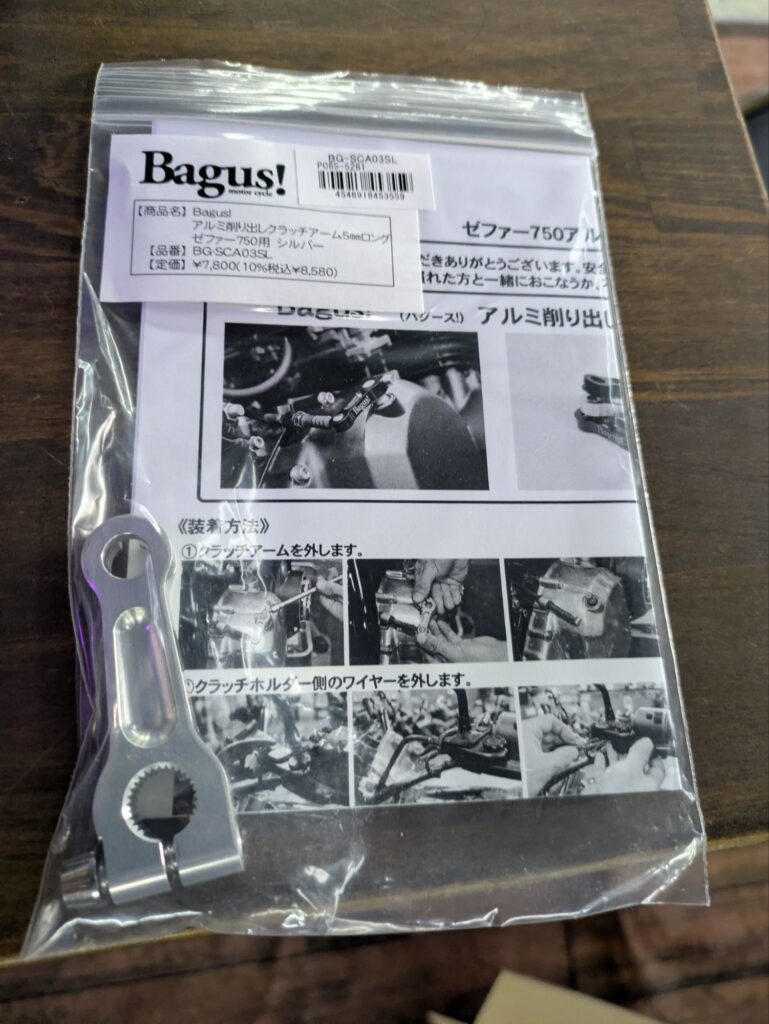 Bagus!
motor cycle
BG-SCA03SL
P065-5261
4548916453559
【商品名】Bagus!
アルミ削り出しクラッチアーム5mmロング
ゼファー750用 シルバー
【品番】BG-SCA03SL
【定価】¥7,800(10%税込¥8,580)
ゼファー750アル
だきありがとうございます。安全
慣れた方と一緒におこなうか、
Bagus! (バグース!) アルミ削り出し
Bagus!
《装着方法》
①クラッチアームを外します。
クラッチホルダー側のワイヤーを外します。